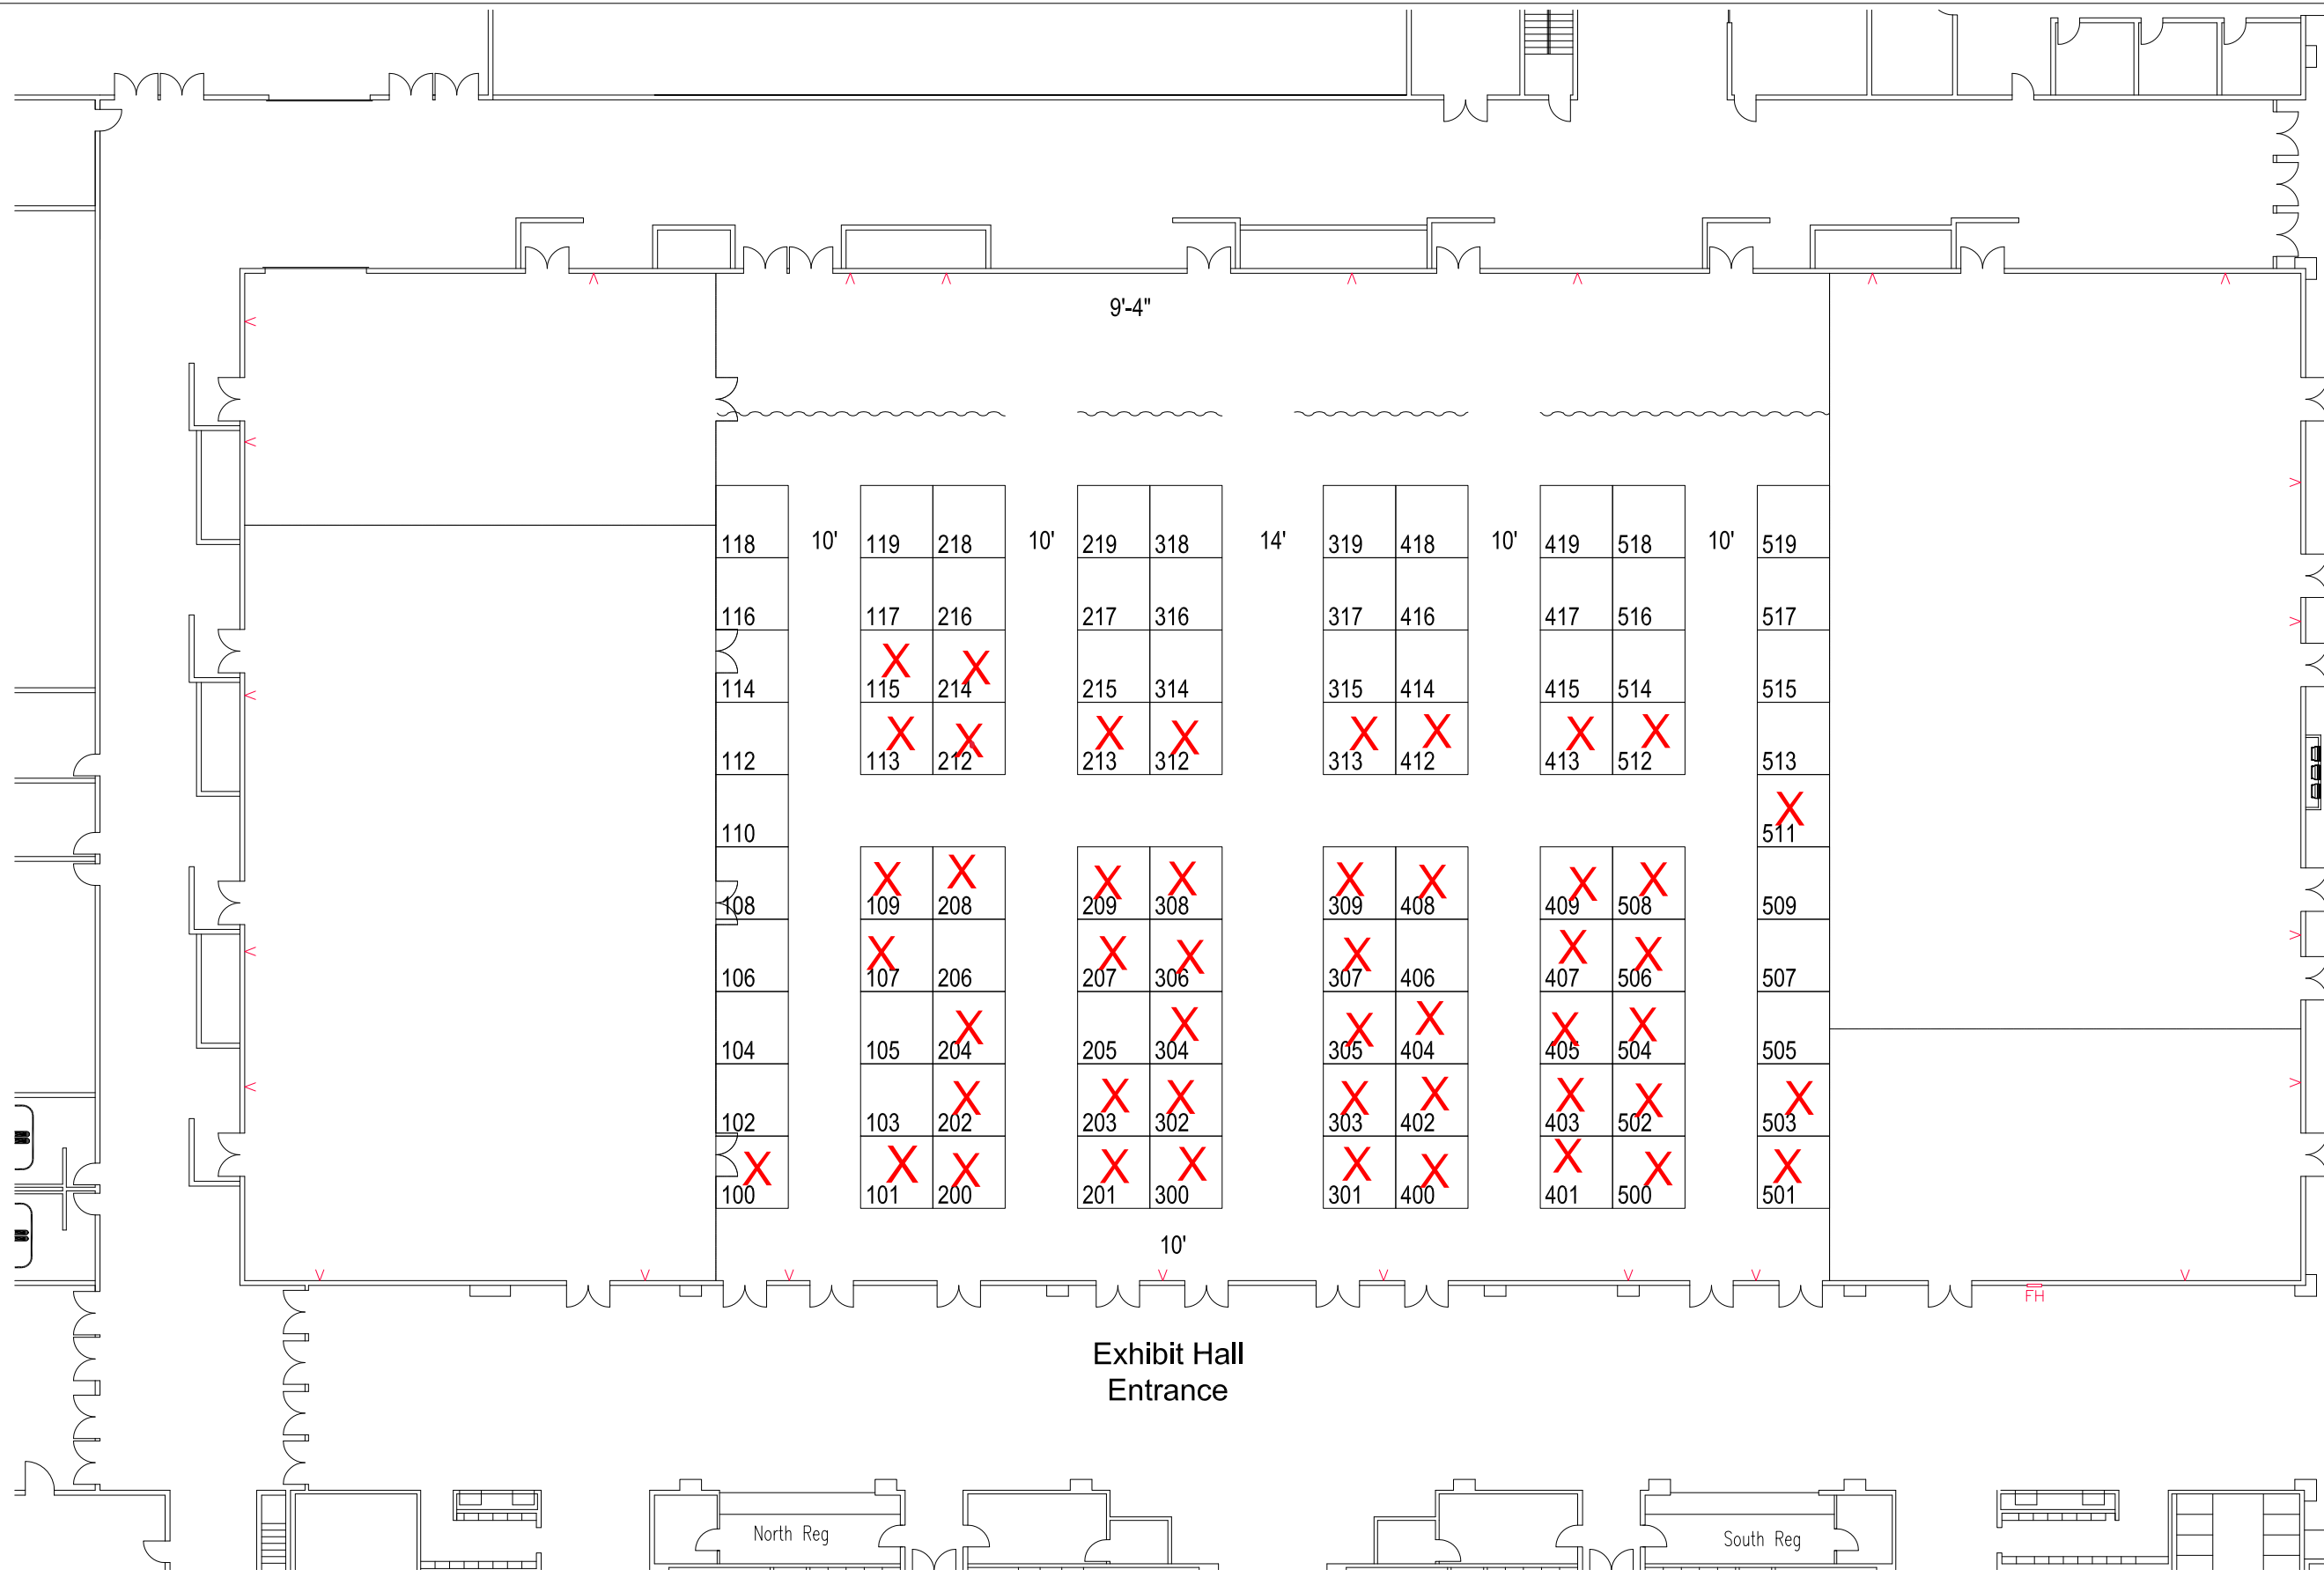 9'-4"
118 10' 119 218 10' 219 318 14' 319 418 10' 419 518 10' 519
116 117 216 217 316 317 416 417 516 517
114 115 214 215 314 315 414 415 514 515
112 113 212 213 312 313 412 413 512 513
110 511
108 109 208 209 308 309 408 409 508 509
106 107 206 207 306 307 406 407 506 507
104 105 204 205 304 305 404 405 504 505
102 103 202 203 302 303 402 403 502 503
100 101 200 201 300 301 400 401 500 501
10'
FH
Exhibit Hall
Entrance
North Reg
South Reg